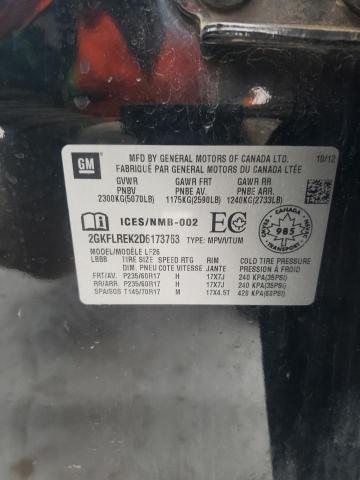 GM
MFD BY GENERAL MOTORS OF CANADA LTD. 10/12
FABRIQUÉ PAR GENERAL MOTORS DU CANADA LTÉE
GVWR GAWR FRT GAWR RR
PNBV PNBE AV. PNBE ARR.
2300KG(5070LB) 1175KG(2590LB) 1240KG(2733LB)
ICES/NMB-002 EC 985
2GKFLREK2D6173753 TYPE: MPV/VTUM
MODEL/MODÈLE LF26
LBBB TIRE SIZE SPEED RTG RIM COLD TIRE PRESSURE
DIM. PNEU COTE VITESSE JANTE PRESSION À FROID
FRT/AV. P235/60R17 H 17X7J 240 KPA(35PSI)
RR/ARR. P235/60R17 H 17X7J 240 KPA(35PSI)
SPA/SOS T145/70R17 M 17X4.5T 420 KPA(60PSI)